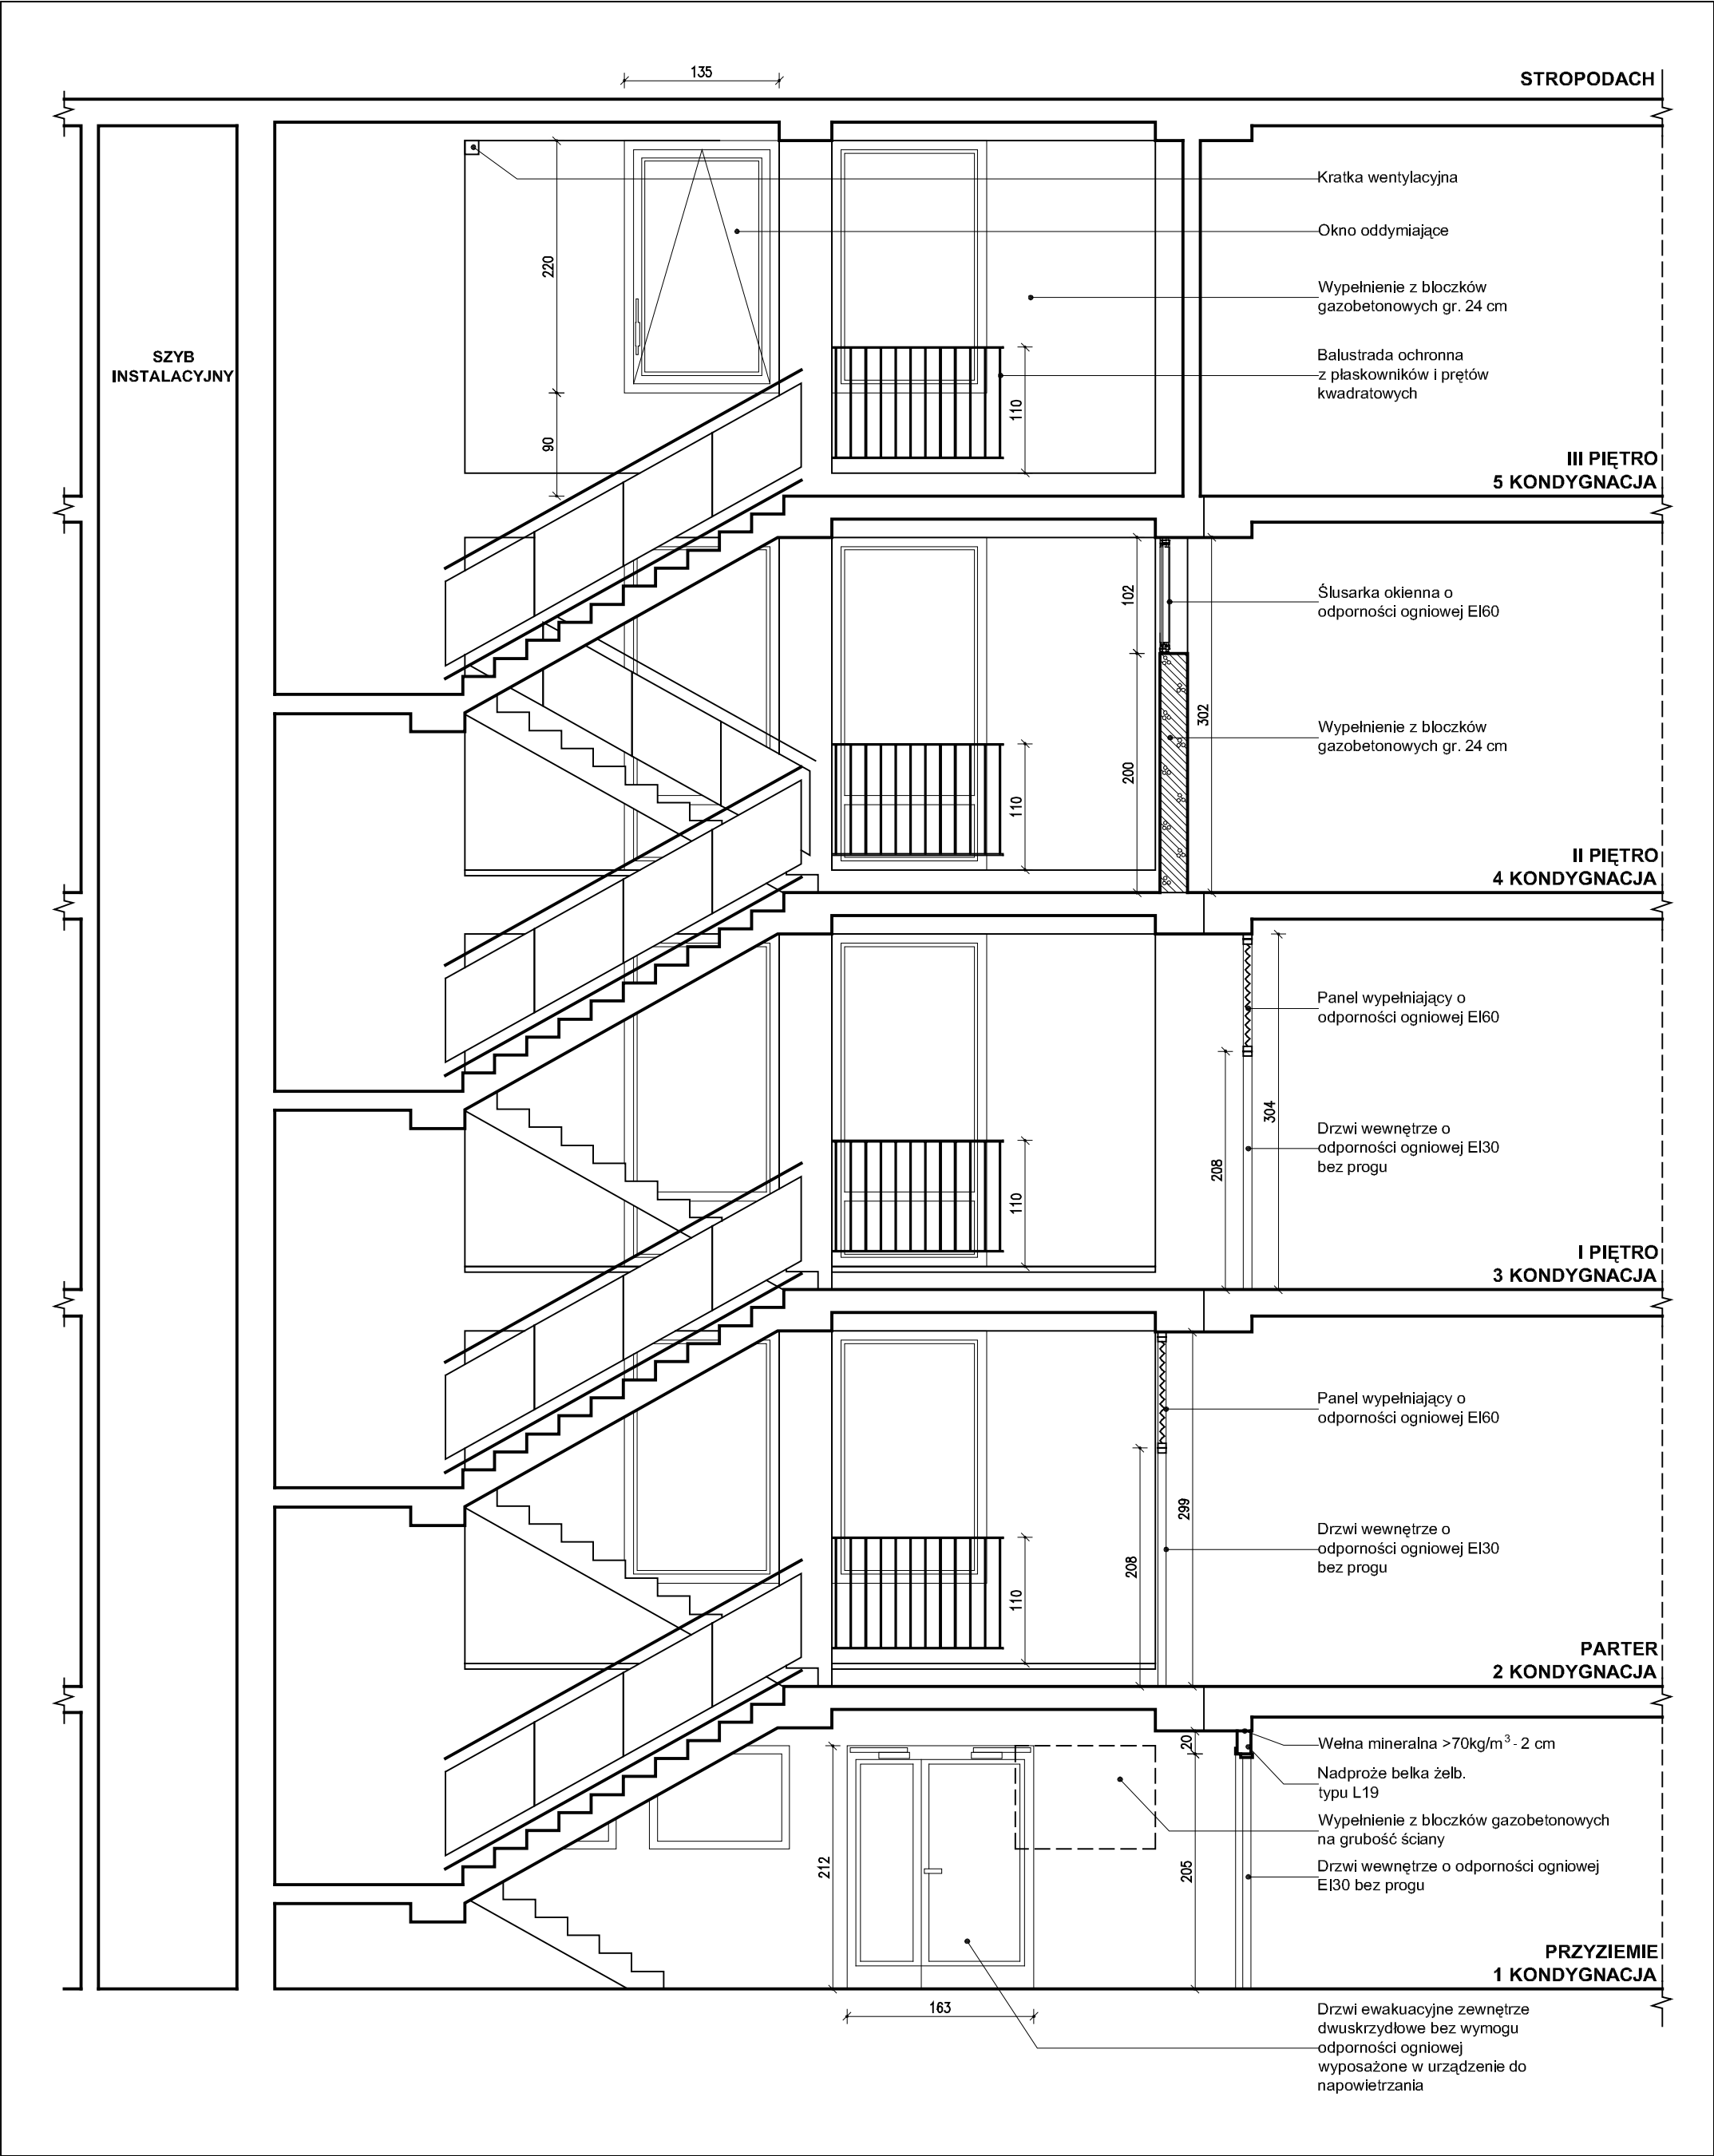 135
STROPODACH
Kratka wentylacyjna
Okno oddymiające
220
Wypełnienie z bloczków
gazobetonowych gr. 24 cm
SZYB
INSTALACYJNY
Balustrada ochronna
z płaskowników i prętów
kwadratowych
110
90
III PIĘTRO
5 KONDYGNACJA
102
Ślusarka okienna o
odporności ogniowej EI60
302
Wypełnienie z bloczków
gazobetonowych gr. 24 cm
200
110
II PIĘTRO
4 KONDYGNACJA
Panel wypełniający o
odporności ogniowej EI60
304
Drzwi wewnętrze o
odporności ogniowej EI30
bez progu
208
110
I PIĘTRO
3 KONDYGNACJA
Panel wypełniający o
odporności ogniowej EI60
299
Drzwi wewnętrze o
odporności ogniowej EI30
bez progu
208
110
PARTER
2 KONDYGNACJA
20
Wełna mineralna >70kg/m³ - 2 cm
Nadproże belka żelb.
typu L19
Wypełnienie z bloczków gazobetonowych
na grubość ściany
212
205
Drzwi wewnętrze o odporności ogniowej
EI30 bez progu
PRZYZIEMIE
1 KONDYGNACJA
163
Drzwi ewakuacyjne zewnętrze
dwuskrzydłowe bez wymogu
odporności ogniowej
wyposażone w urządzenie do
napowietrzania